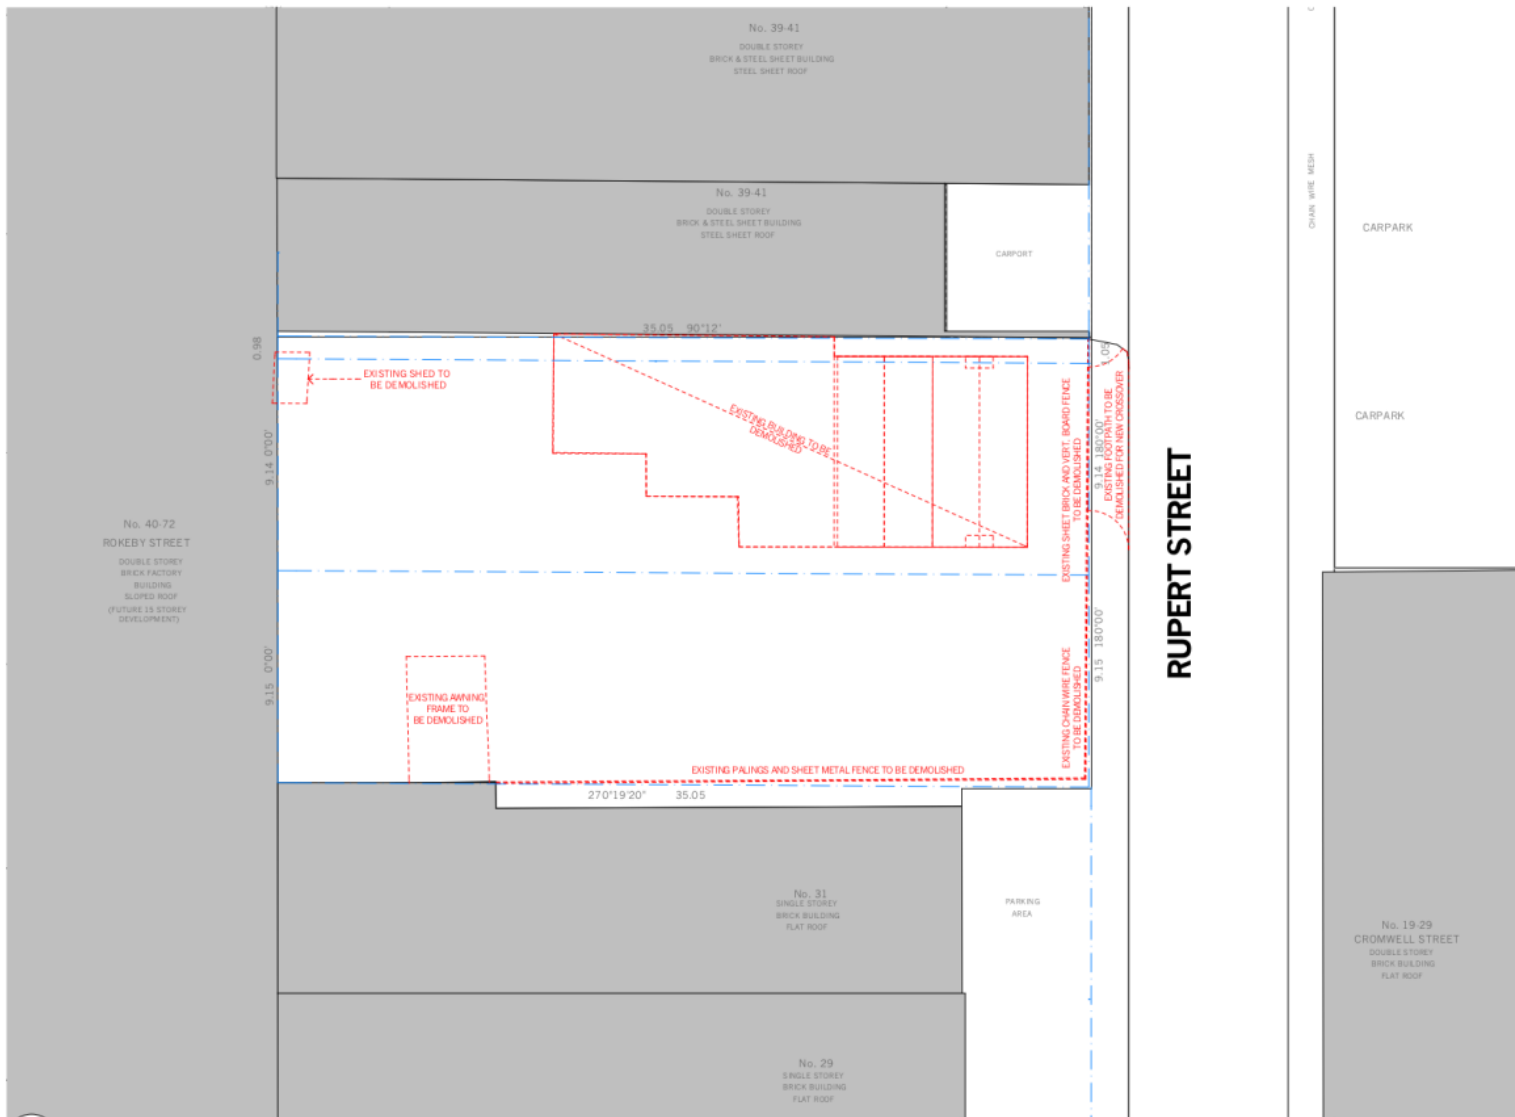 No. 39-41
DOUBLE STOREY
BRICK & STEEL SHEET BUILDING
STEEL SHEET ROOF
No. 39-41
DOUBLE STOREY
BRICK & STEEL SHEET BUILDING
STEEL SHEET ROOF
CARPORT
CHAIN WIRE MESH
CARPARK
CARPARK
35.05 90°12'
0.98
EXISTING SHED TO
BE DEMOLISHED
EXISTING BUILDING TO BE
DEMOLISHED
9.14 0°00'
EXISTING SHEET BRICK AND VERT. BOARD FENCE
TO BE DEMOLISHED
9.14 180°00'
EXISTING FOOTPATH TO BE
DEMOLISHED FOR NEW CROSSOVER
.05
RUPERT STREET
No. 40-72
ROKEBY STREET
DOUBLE STOREY
BRICK FACTORY
BUILDING
SLOPED ROOF
(FUTURE 15 STOREY
DEVELOPMENT)
9.15 0°00'
EXISTING AWNING
FRAME TO
BE DEMOLISHED
EXISTING CHAIN WIRE FENCE
TO BE DEMOLISHED
9.15 180°00'
EXISTING PALINGS AND SHEET METAL FENCE TO BE DEMOLISHED
270°19'20" 35.05
No. 31
SINGLE STOREY
BRICK BUILDING
FLAT ROOF
PARKING
AREA
No. 19-29
CROMWELL STREET
DOUBLE STOREY
BRICK BUILDING
FLAT ROOF
No. 29
SINGLE STOREY
BRICK BUILDING
FLAT ROOF